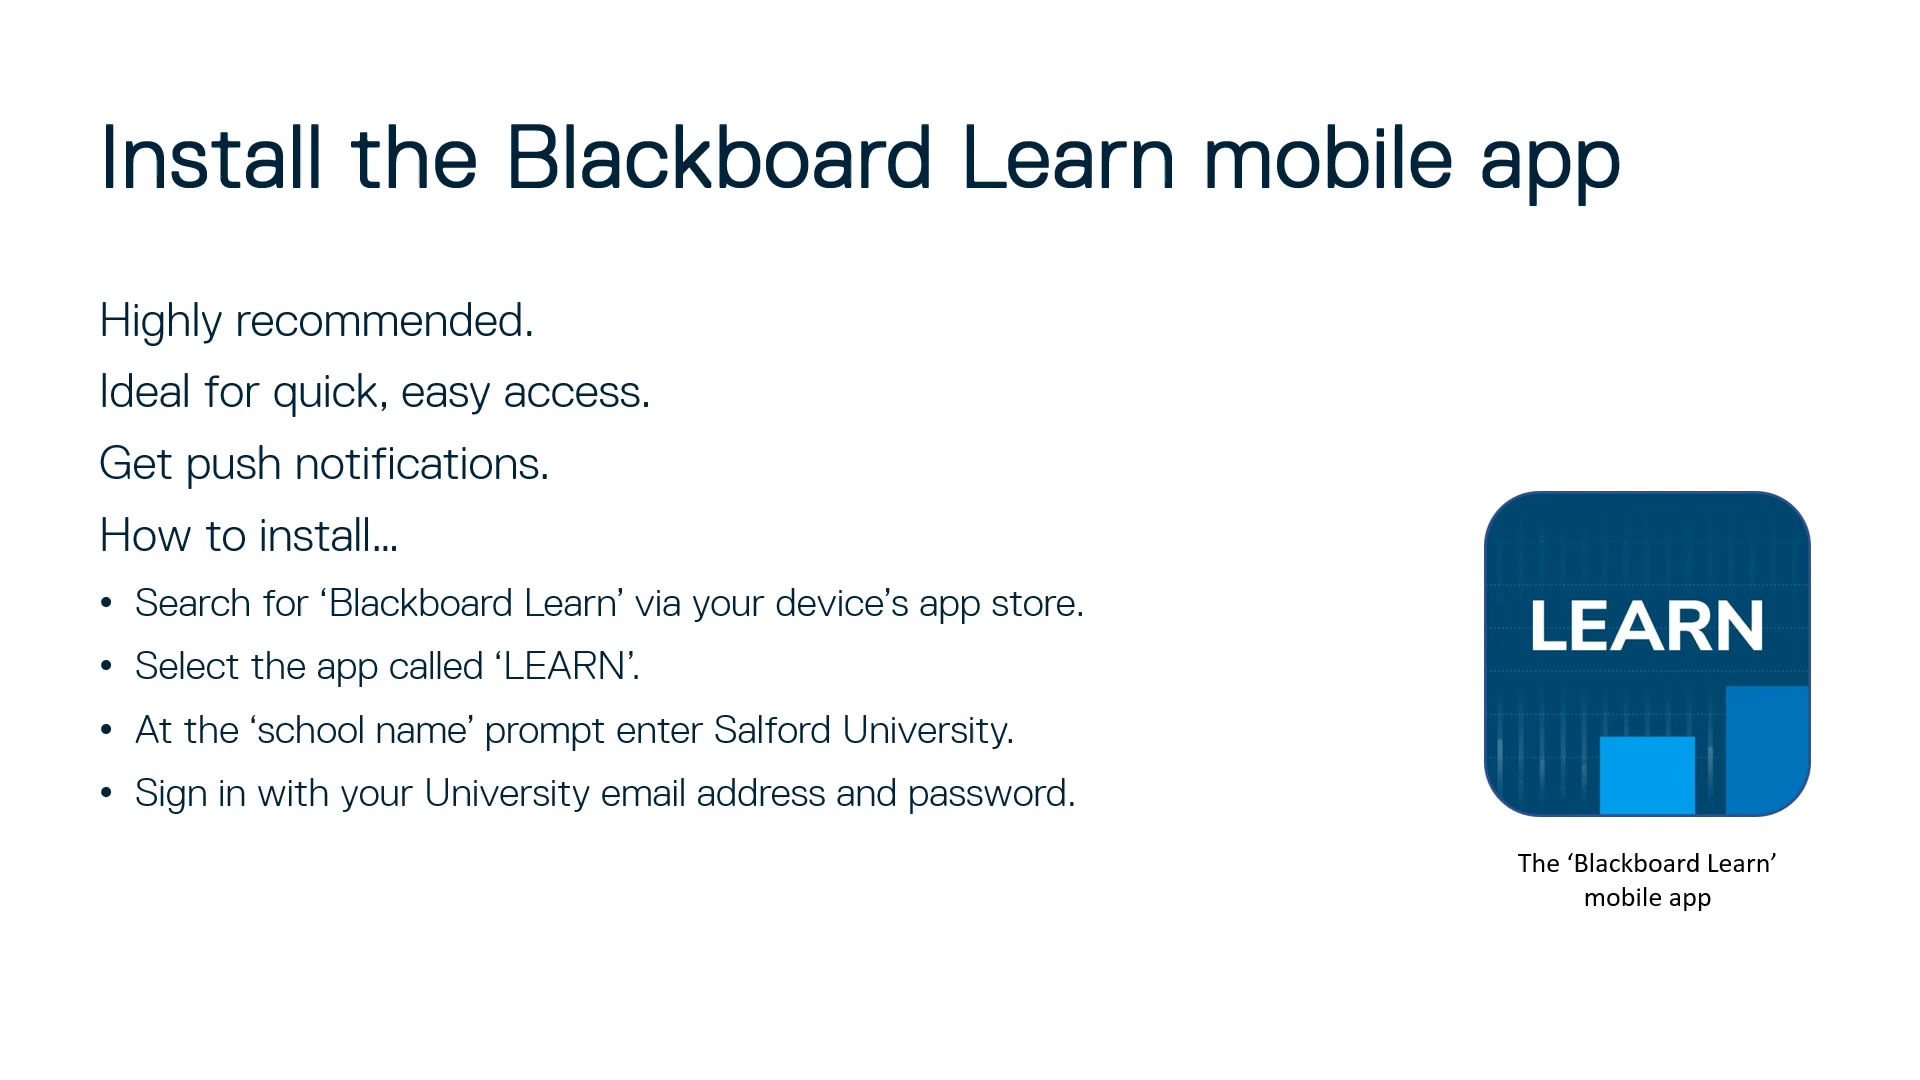 Install the Blackboard Learn mobile app
Highly recommended.
Ideal for quick, easy access.
Get push notifications.
How to install...
• Search for ‘Blackboard Learn’ via your device’s app store.
• Select the app called ‘LEARN’.
• At the ‘school name’ prompt enter Salford University.
• Sign in with your University email address and password.
LEARN
The ‘Blackboard Learn’
mobile app